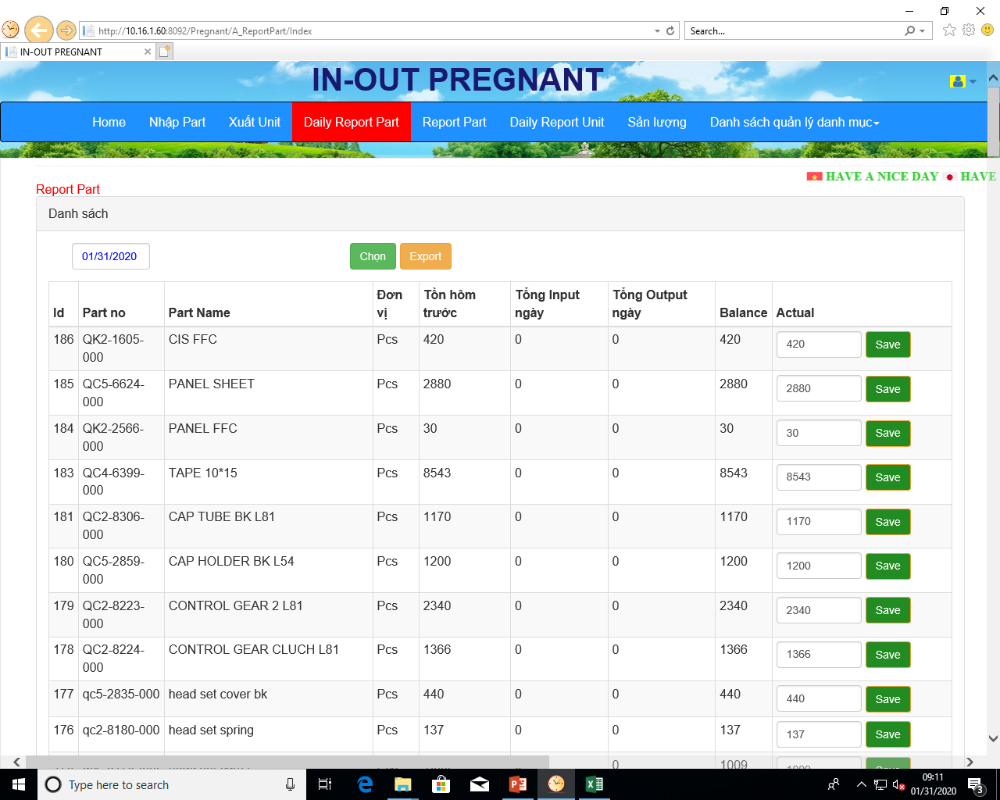 http://10.16.1.60:8092/Pregnant/A_ReportPart/Index
Search...
IN-OUT PREGNANT
IN-OUT PREGNANT
Home Nhập Part Xuất Unit Daily Report Part Report Part Daily Report Unit Sản lượng Danh sách quản lý danh mục
HAVE A NICE DAY HAVE
Report Part
Danh sách
01/31/2020 Chọn Export
Id Part no Part Name Đơn vị Tồn hôm trước Tổng Input ngày Tổng Output ngày Balance Actual
186 QK2-1605-000 CIS FFC Pcs 420 0 0 420 420 Save
185 QC5-6624-000 PANEL SHEET Pcs 2880 0 0 2880 2880 Save
184 QK2-2566-000 PANEL FFC Pcs 30 0 0 30 30 Save
183 QC4-6399-000 TAPE 10*15 Pcs 8543 0 0 8543 8543 Save
181 QC2-8306-000 CAP TUBE BK L81 Pcs 1170 0 0 1170 1170 Save
180 QC5-2859-000 CAP HOLDER BK L54 Pcs 1200 0 0 1200 1200 Save
179 QC2-8223-000 CONTROL GEAR 2 L81 Pcs 2340 0 0 2340 2340 Save
178 QC2-8224-000 CONTROL GEAR CLUCH L81 Pcs 1366 0 0 1366 1366 Save
177 qc5-2835-000 head set cover bk Pcs 440 0 0 440 440 Save
176 qc2-8180-000 head set spring Pcs 137 0 0 137 137 Save
0 1009 Save
Type here to search
09:11
01/31/2020
3